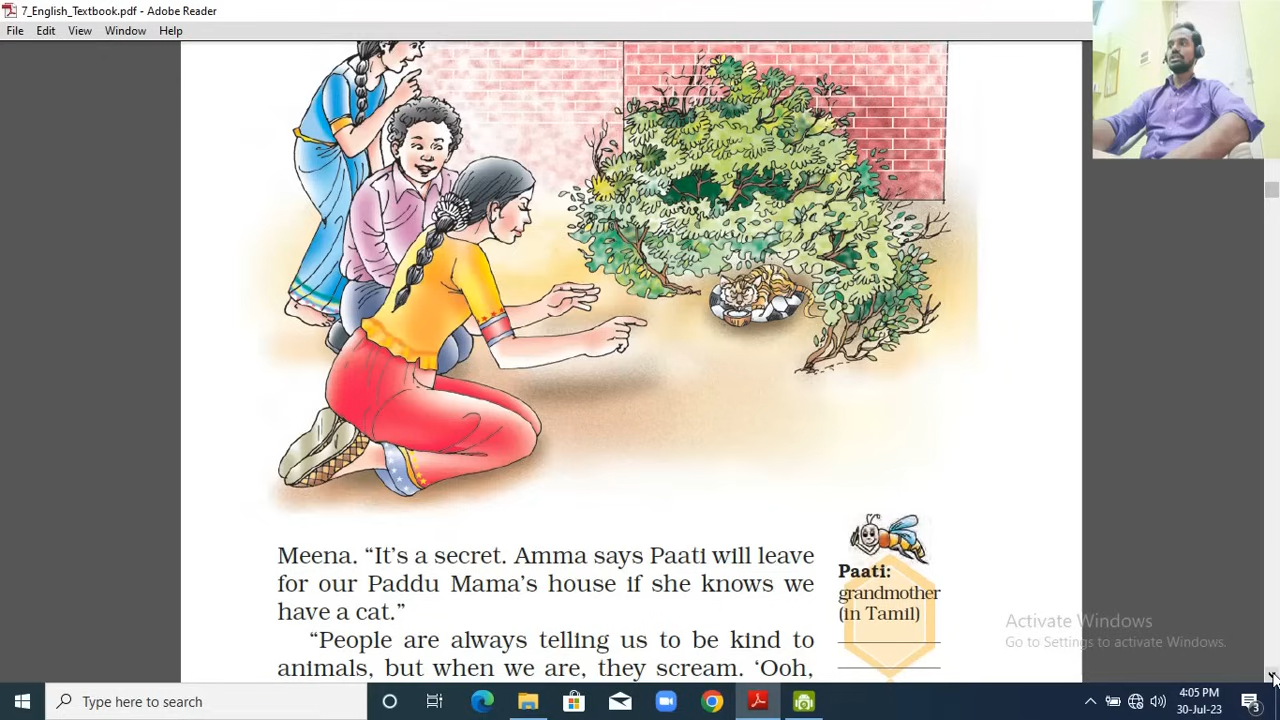 7_English_Textbook.pdf - Adobe Reader
File Edit View Window Help
Meena. “It’s a secret. Amma says Paati will leave
for our Paddu Mama’s house if she knows we
have a cat.”
“People are always telling us to be kind to
animals, but when we are, they scream. ‘Ooh,
Paati:
grandmother
(in Tamil)
Activate Windows
Go to Settings to activate Windows.
Type here to search
4:05 PM
30-Jul-23
3